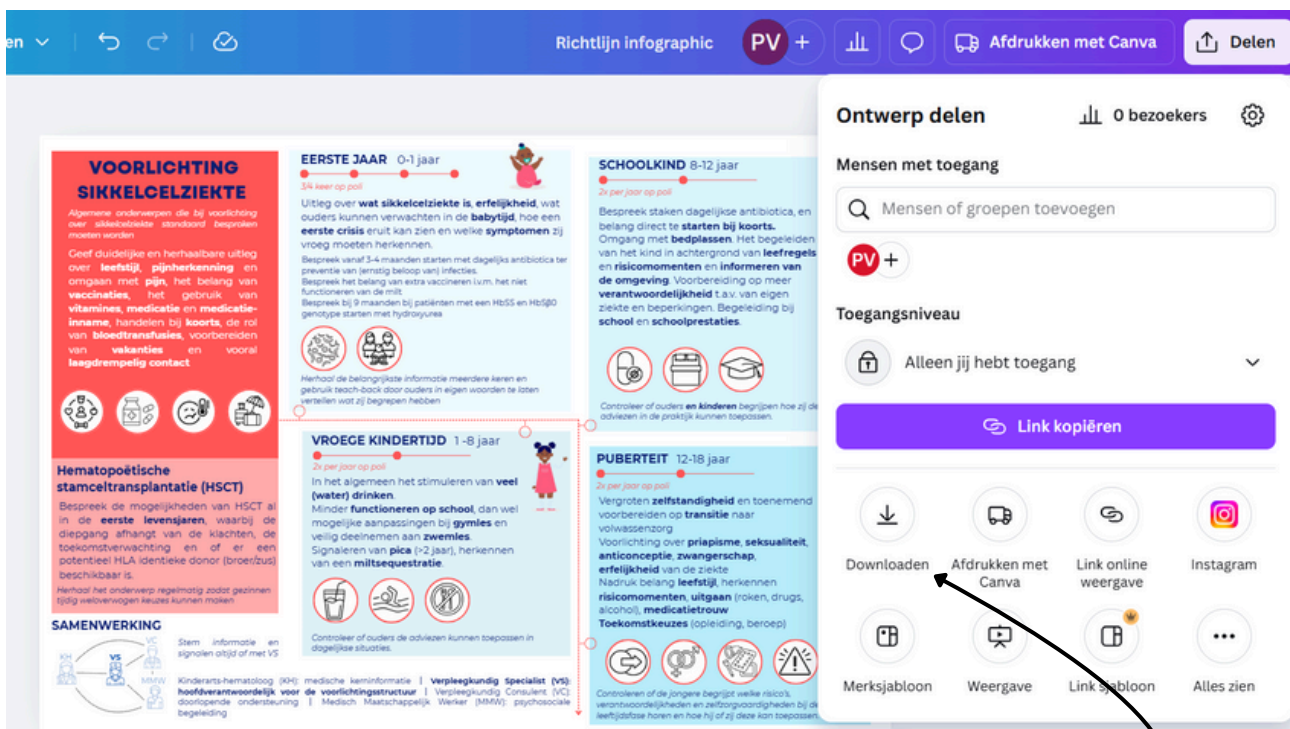 en
Richtlijn infographic
PV +
Afdrukken met Canva
Delen
Ontwerp delen
0 bezoekers
Mensen met toegang
Mensen of groepen toevoegen
PV +
Toegangsniveau
Alleen jij hebt toegang
Link kopiëren
Downloaden
Afdrukken met
Canva
Link online
weergave
Instagram
Merksjabloon
Weergave
Link sjabloon
Alles zien
VOORLICHTING
SIKKELCELZIEKTE
Algemene onderwerpen die bij voorlichting
over sikkelcelziekte standaard besproken
moeten worden
Geef duidelijke en herhaalbare uitleg
over leefstijl, pijnherkenning en
omgaan met pijn, het belang van
vaccinaties, het gebruik van
vitamines, medicatie en medicatie-
inname, handelen bij koorts, de rol
van bloedtransfusies, voorbereiden
van vakanties en vooral
laagdrempelig contact
Hematopoëtische
stamceltransplantatie (HSCT)
Bespreek de mogelijkheden van HSCT al
in de eerste levensjaren, waarbij de
diepgang afhangt van de klachten, de
toekomstverwachting en of er een
potentieel HLA identieke donor (broer/zus)
beschikbaar is.
Herhaal het onderwerp regelmatig zodat gezinnen
tijdig weloverwogen keuzes kunnen maken
SAMENWERKING
KH
VS
VC
MMW
Stem informatie en
signalen altijd af met VS
Kinderarts-hematoloog (KH): medische kerninformatie | Verpleegkundig Specialist (VS):
hoofdverantwoordelijk voor de voorlichtingsstructuur | Verpleegkundig Consulent (VC):
doorlopende ondersteuning | Medisch Maatschappelijk Werker (MMW): psychosociale
begeleiding
EERSTE JAAR 0-1 jaar
3/4 keer op poli
Uitleg over wat sikkelcelziekte is, erfelijkheid, wat
ouders kunnen verwachten in de babytijd, hoe een
eerste crisis eruit kan zien en welke symptomen zij
vroeg moeten herkennen.
Bespreek vanaf 3-4 maanden starten met dagelijks antibiotica ter
preventie van (ernstig beloop van) infecties.
Bespreek het belang van extra vaccineren i.v.m. het niet
functioneren van de milt
Bespreek bij 9 maanden bij patiënten met een HbSS en HbSβ0
genotype starten met hydroxyurea
Herhaal de belangrijkste informatie meerdere keren en
gebruik teach-back door ouders in eigen woorden te laten
vertellen wat zij begrepen hebben
VROEGE KINDERTIJD 1 -8 jaar
2x per jaar op poli
In het algemeen het stimuleren van veel
(water) drinken.
Minder functioneren op school, dan wel
mogelijke aanpassingen bij gymles en
veilig deelnemen aan zwemles.
Signaleren van pica (>2 jaar), herkennen
van een miltsequestratie.
Controleer of ouders de adviezen kunnen toepassen in
dagelijkse situaties.
SCHOOLKIND 8-12 jaar
2x per jaar op poli
Bespreek staken dagelijkse antibiotica, en
belang direct te starten bij koorts.
Omgang met bedplassen. Het begeleiden
van het kind in achtergrond van leefregels
en risicomomenten en informeren van
de omgeving. Voorbereiding op meer
verantwoordelijkheid t.a.v. van eigen
ziekte en beperkingen. Begeleiding bij
school en schoolprestaties.
Controleer of ouders en kinderen begrijpen hoe zij de
adviezen in de praktijk kunnen toepassen.
PUBERTEIT 12-18 jaar
2x per jaar op poli
Vergroten zelfstandigheid en toenemend
voorbereiden op transitie naar
volwassenzorg
Voorlichting over priapisme, seksualiteit,
anticonceptie, zwangerschap,
erfelijkheid van de ziekte
Nadruk belang leefstijl, herkennen
risicomomenten, uitgaan (roken, drugs,
alcohol), medicatietrouw
Toekomstkeuzes (opleiding, beroep)
Controleren of de jongere begrijpt welke risico's,
verantwoordelijkheden en zelfzorgvaardigheden bij de
leeftijdsfase horen en hoe hij of zij deze kan toepassen